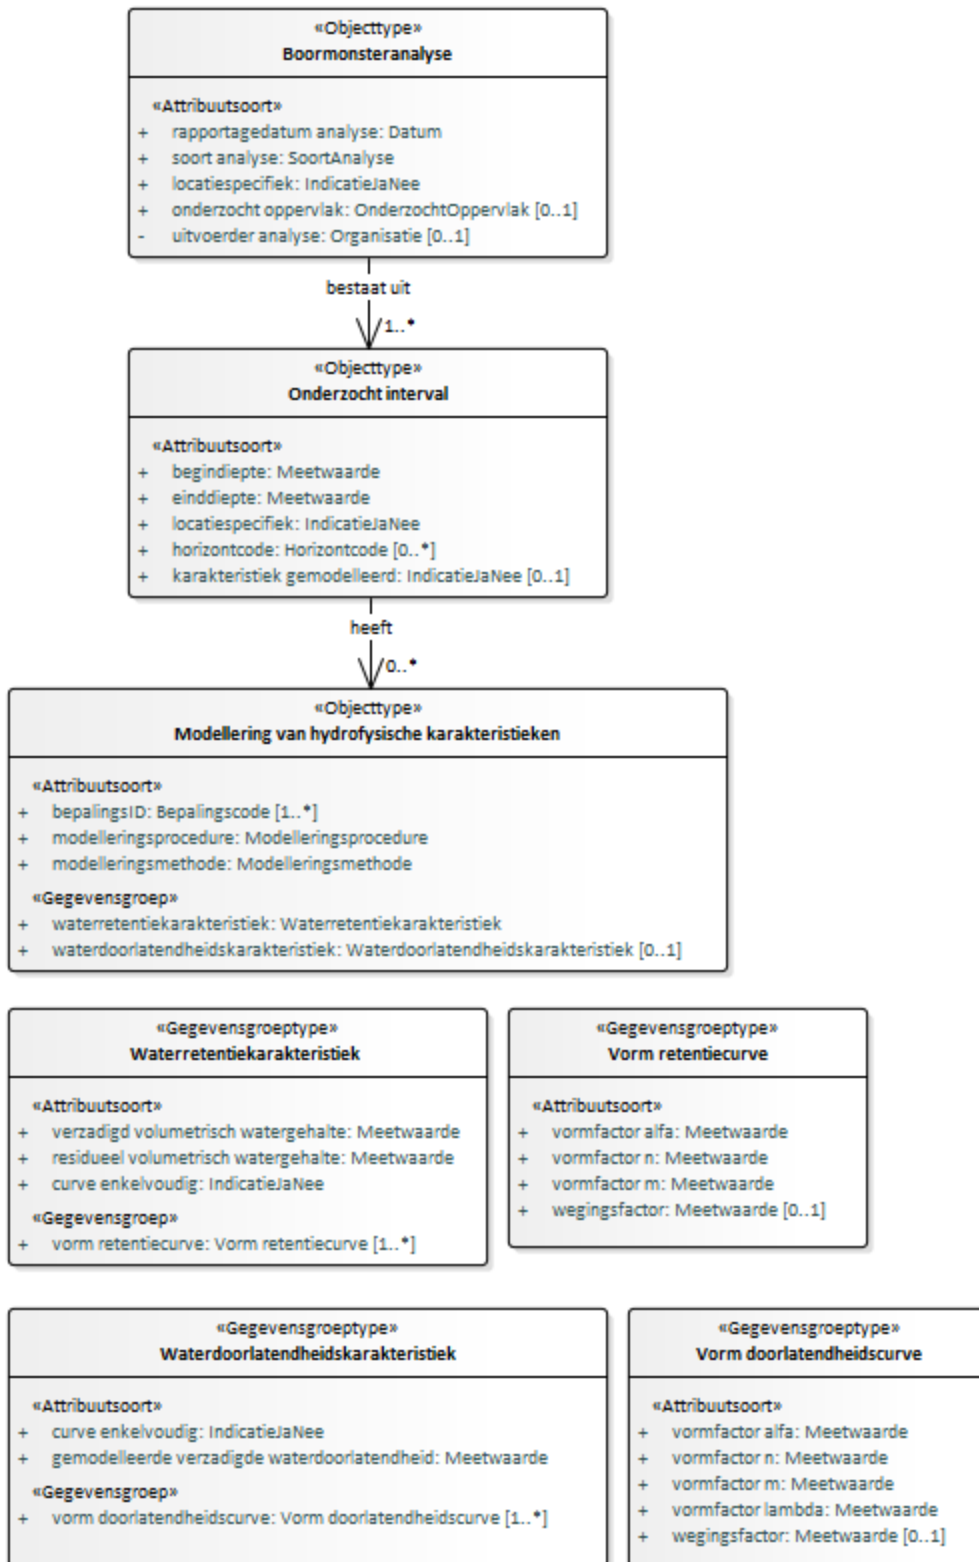 «Objecttype»
Boormonsteranalyse
«Attribuutsoort»
+ rapportagedatum analyse: Datum
+ soort analyse: SoortAnalyse
+ locatiespecifiek: IndicatieJaNee
+ onderzocht oppervlak: OnderzochtOppervlak [0..1]
- uitvoerder analyse: Organisatie [0..1]
bestaat uit
1..*
«Objecttype»
Onderzocht interval
«Attribuutsoort»
+ begindiepte: Meetwaarde
+ einddiepte: Meetwaarde
+ locatiespecifiek: IndicatieJaNee
+ horizontcode: Horizontcode [0..*]
+ karakteristiek gemodelleerd: IndicatieJaNee [0..1]
heeft
0..*
«Objecttype»
Modellering van hydrofysische karakteristieken
«Attribuutsoort»
+ bepalingsID: Bepalingscode [1..*]
+ modelleringsprocedure: Modelleringsprocedure
+ modelleringsmethode: Modelleringsmethode
«Gegevensgroep»
+ waterretentiekarakteristiek: Waterretentiekarakteristiek
+ waterdoorlatendheidskarakteristiek: Waterdoorlatendheidskarakteristiek [0..1]
«Gegevensgroeptype»
Waterretentiekarakteristiek
«Attribuutsoort»
+ verzadigd volumetrisch watergehalte: Meetwaarde
+ residueel volumetrisch watergehalte: Meetwaarde
+ curve enkelvoudig: IndicatieJaNee
«Gegevensgroep»
+ vorm retentiecurve: Vorm retentiecurve [1..*]
«Gegevensgroeptype»
Vorm retentiecurve
«Attribuutsoort»
+ vormfactor alfa: Meetwaarde
+ vormfactor n: Meetwaarde
+ vormfactor m: Meetwaarde
+ wegingsfactor: Meetwaarde [0..1]
«Gegevensgroeptype»
Waterdoorlatendheidskarakteristiek
«Attribuutsoort»
+ curve enkelvoudig: IndicatieJaNee
+ gemodelleerde verzadigde waterdoorlatendheid: Meetwaarde
«Gegevensgroep»
+ vorm doorlatendheidscurve: Vorm doorlatendheidscurve [1..*]
«Gegevensgroeptype»
Vorm doorlatendheidscurve
«Attribuutsoort»
+ vormfactor alfa: Meetwaarde
+ vormfactor n: Meetwaarde
+ vormfactor m: Meetwaarde
+ vormfactor lambda: Meetwaarde
+ wegingsfactor: Meetwaarde [0..1]